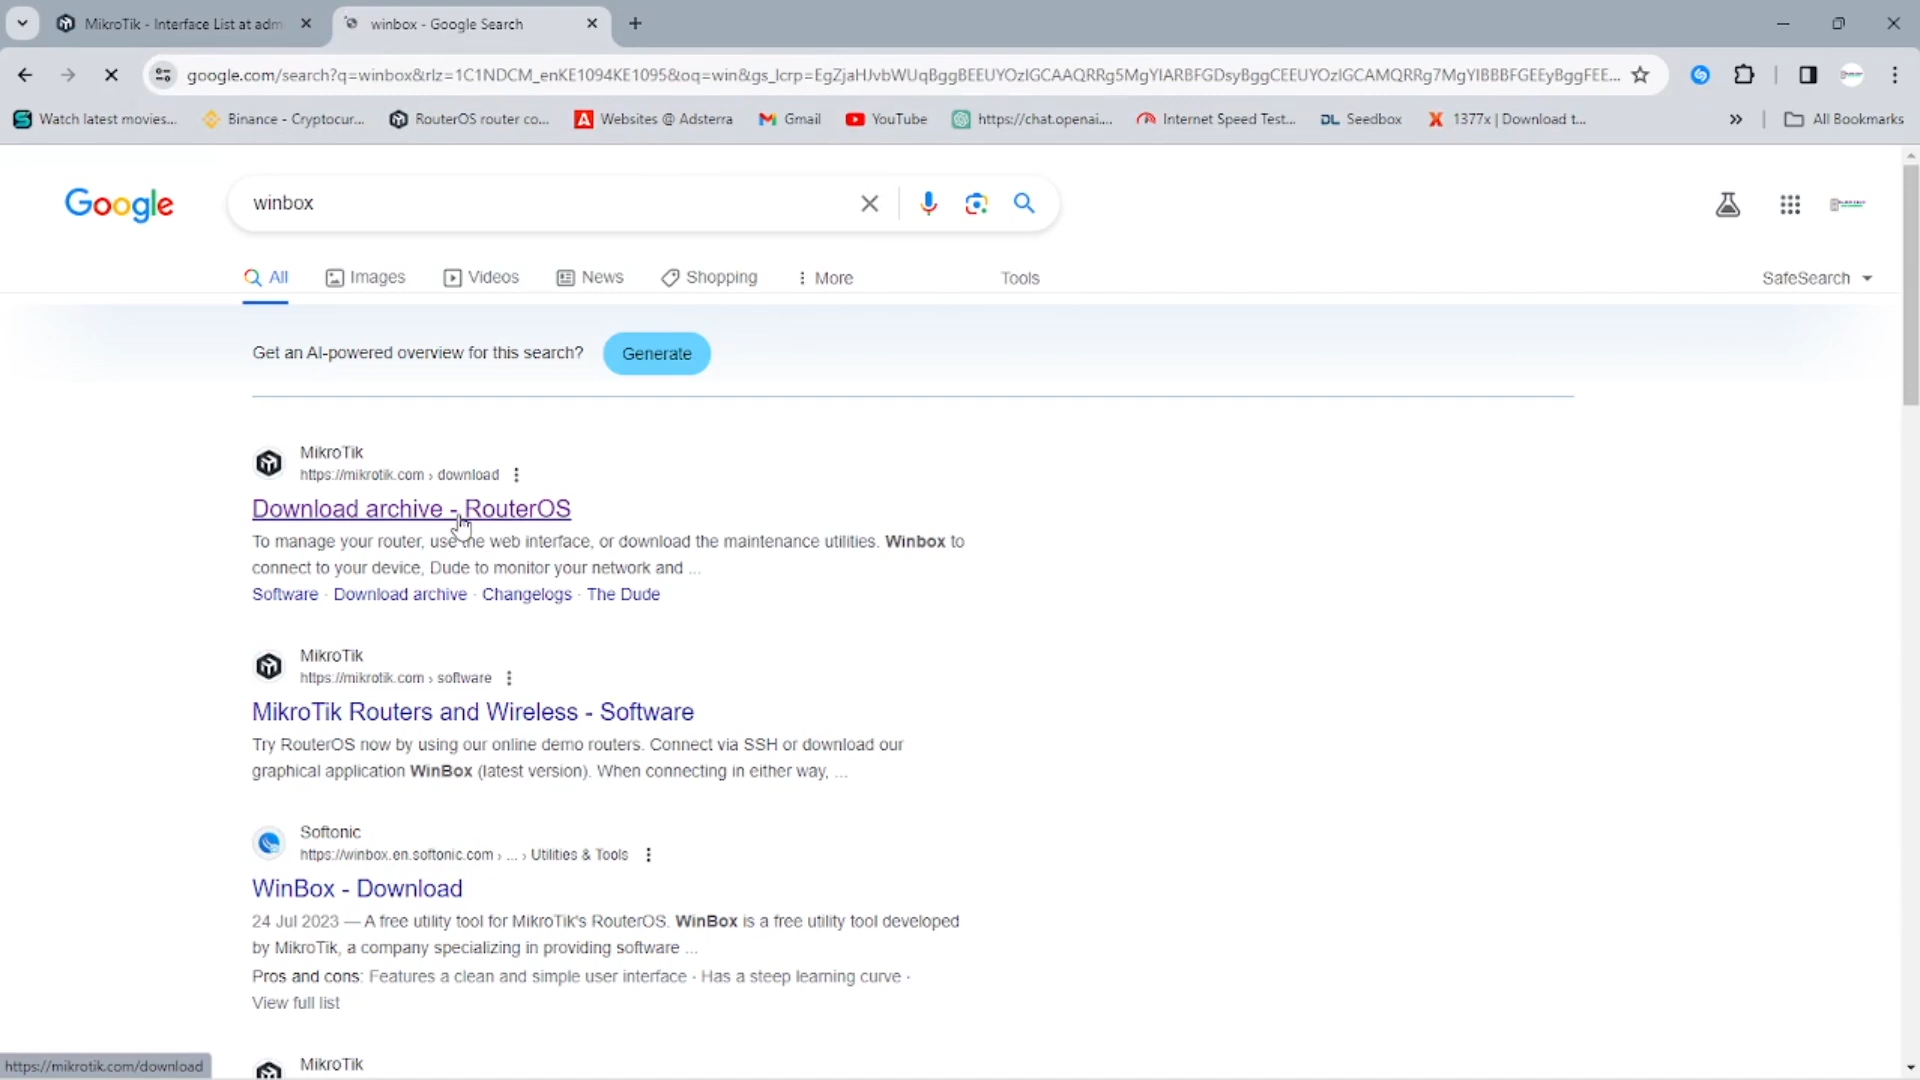 MikroTik - Interface List at adm
winbox - Google Search
google.com/search?q=winbox&rlz=1C1NDCM_enKE1094KE1095&oq=win&gs_lcrp=EgZjaHJvbWUqBggBEEUYOzIGCAAQRRg5MgYIARBFGDsyBggCEEUYOzIGCAMQRRg7MgYIBBBFGEEyBggFEE...
Watch latest movies...
Binance - Cryptocur...
RouterOS router co...
Websites @ Adsterra
Gmail
YouTube
https://chat.openai....
Internet Speed Test...
DL Seedbox
1377x | Download t...
All Bookmarks
Google
winbox
All
Images
Videos
News
Shopping
More
Tools
SafeSearch
Get an AI-powered overview for this search?
Generate
MikroTik
https://mikrotik.com › download
Download archive - RouterOS
To manage your router, use the web interface, or download the maintenance utilities. Winbox to
connect to your device, Dude to monitor your network and ...
Software · Download archive · Changelogs · The Dude
MikroTik
https://mikrotik.com › software
MikroTik Routers and Wireless - Software
Try RouterOS now by using our online demo routers. Connect via SSH or download our
graphical application WinBox (latest version). When connecting in either way, ...
Softonic
https://winbox.en.softonic.com › ... › Utilities & Tools
WinBox - Download
24 Jul 2023 — A free utility tool for MikroTik's RouterOS. WinBox is a free utility tool developed
by MikroTik, a company specializing in providing software ...
Pros and cons: Features a clean and simple user interface · Has a steep learning curve ·
View full list
MikroTik
https://mikrotik.com/download